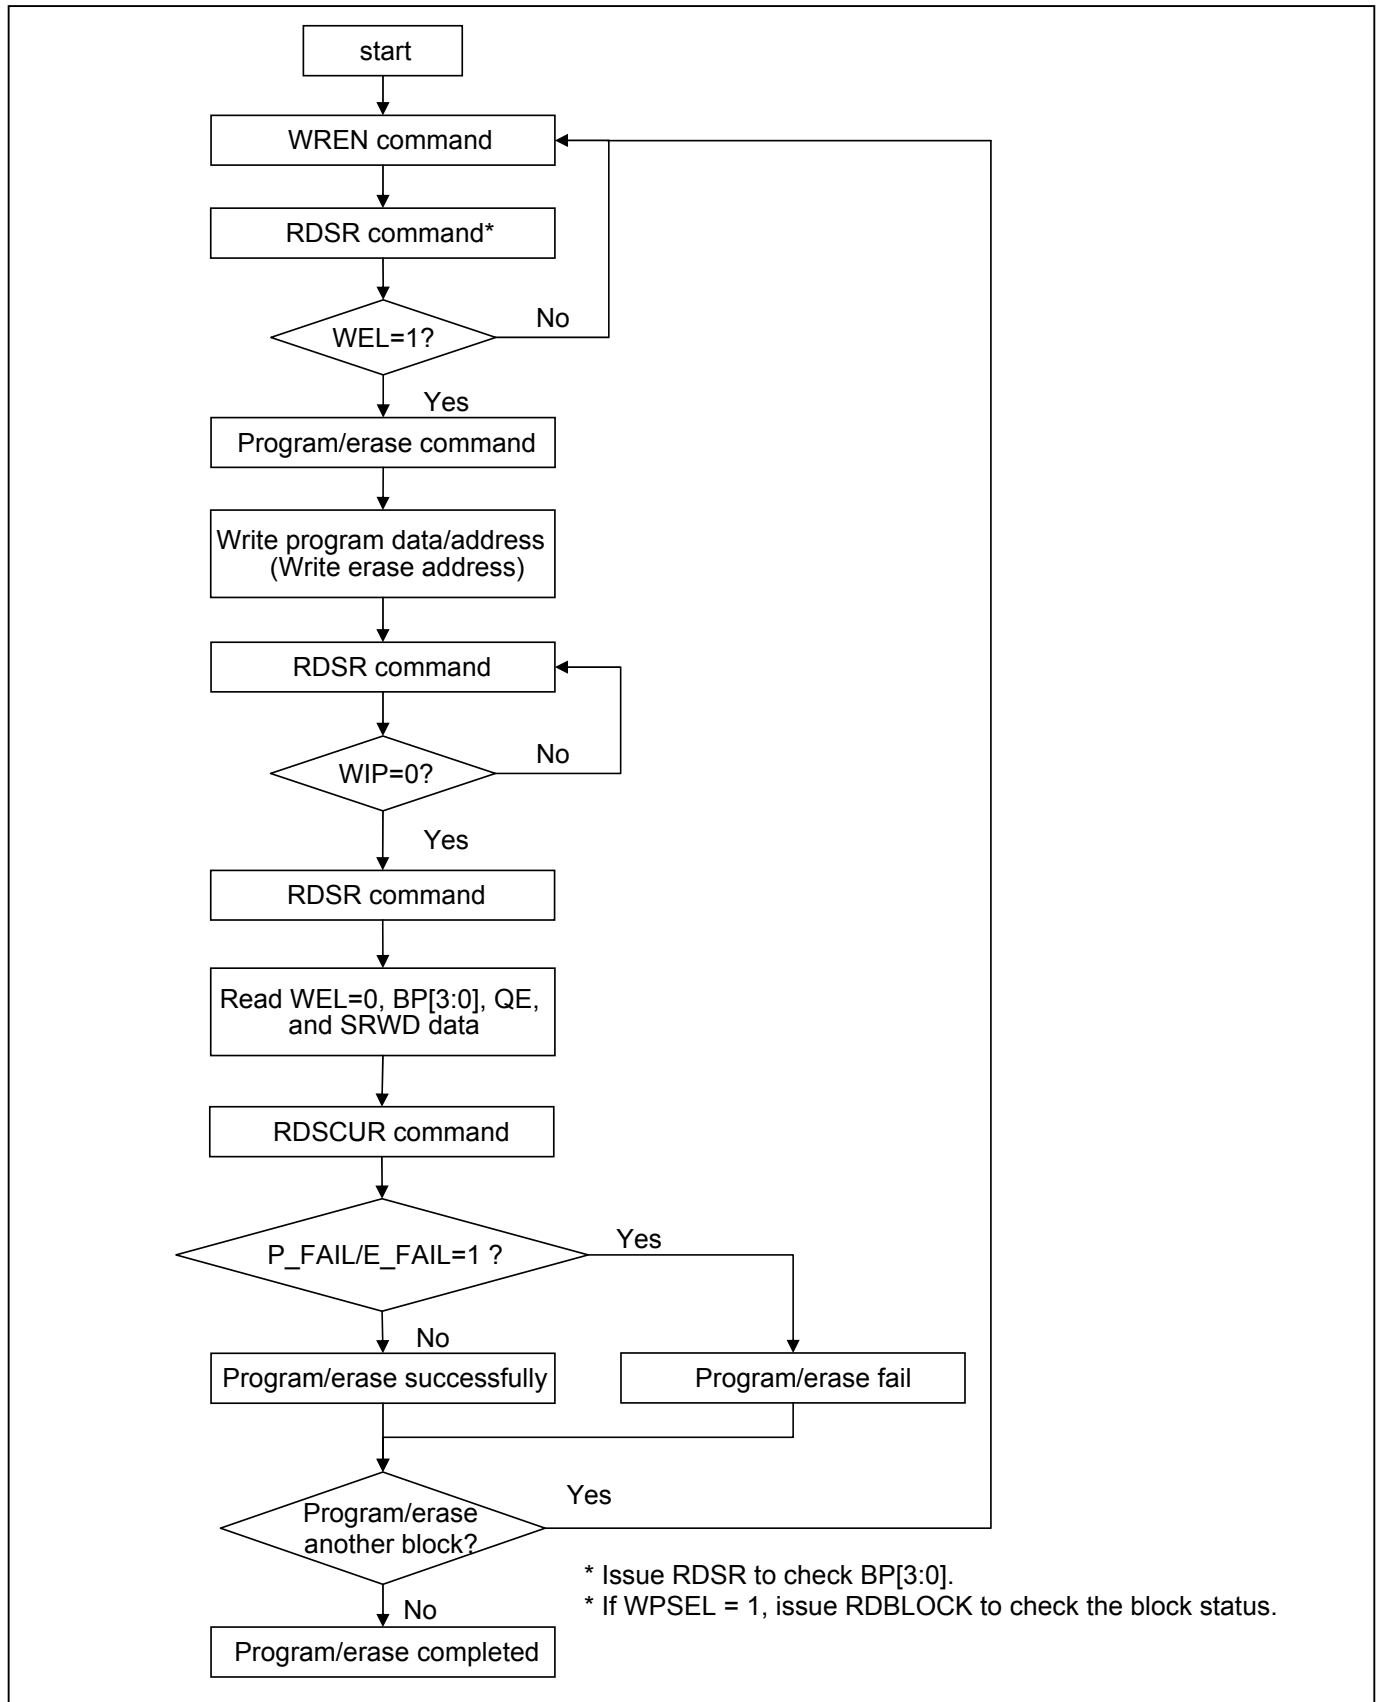 start
WREN command
RDSR command*
WEL=1?
No
Yes
Program/erase command
Write program data/address
(Write erase address)
RDSR command
WIP=0?
No
Yes
RDSR command
Read WEL=0, BP[3:0], QE,
and SRWD data
RDSCUR command
P_FAIL/E_FAIL=1 ?
Yes
No
Program/erase successfully
Program/erase fail
Program/erase
another block?
Yes
* Issue RDSR to check BP[3:0].
* If WPSEL = 1, issue RDBLOCK to check the block status.
No
Program/erase completed